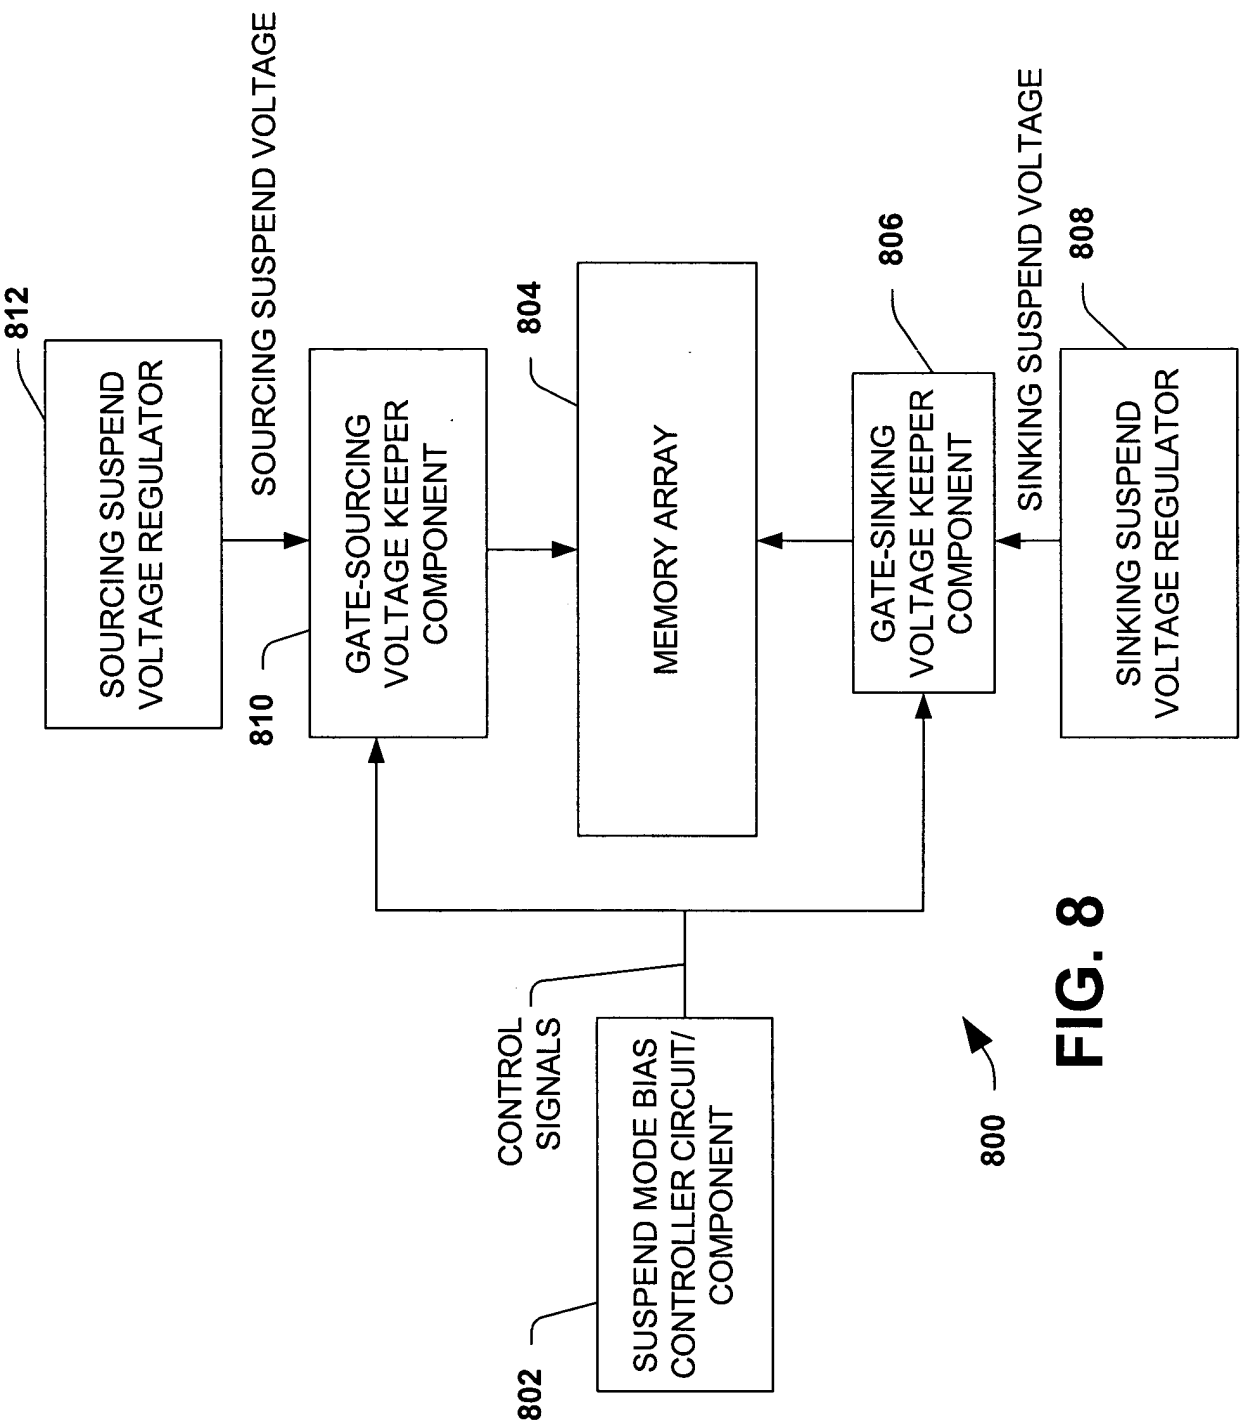 812
SOURCING SUSPEND
VOLTAGE REGULATOR
SOURCING SUSPEND VOLTAGE
810
GATE-SOURCING
VOLTAGE KEEPER
COMPONENT
804
MEMORY ARRAY
CONTROL
SIGNALS
802
SUSPEND MODE BIAS
CONTROLLER CIRCUIT/
COMPONENT
806
GATE-SINKING
VOLTAGE KEEPER
COMPONENT
SINKING SUSPEND VOLTAGE
808
SINKING SUSPEND
VOLTAGE REGULATOR
800
FIG. 8